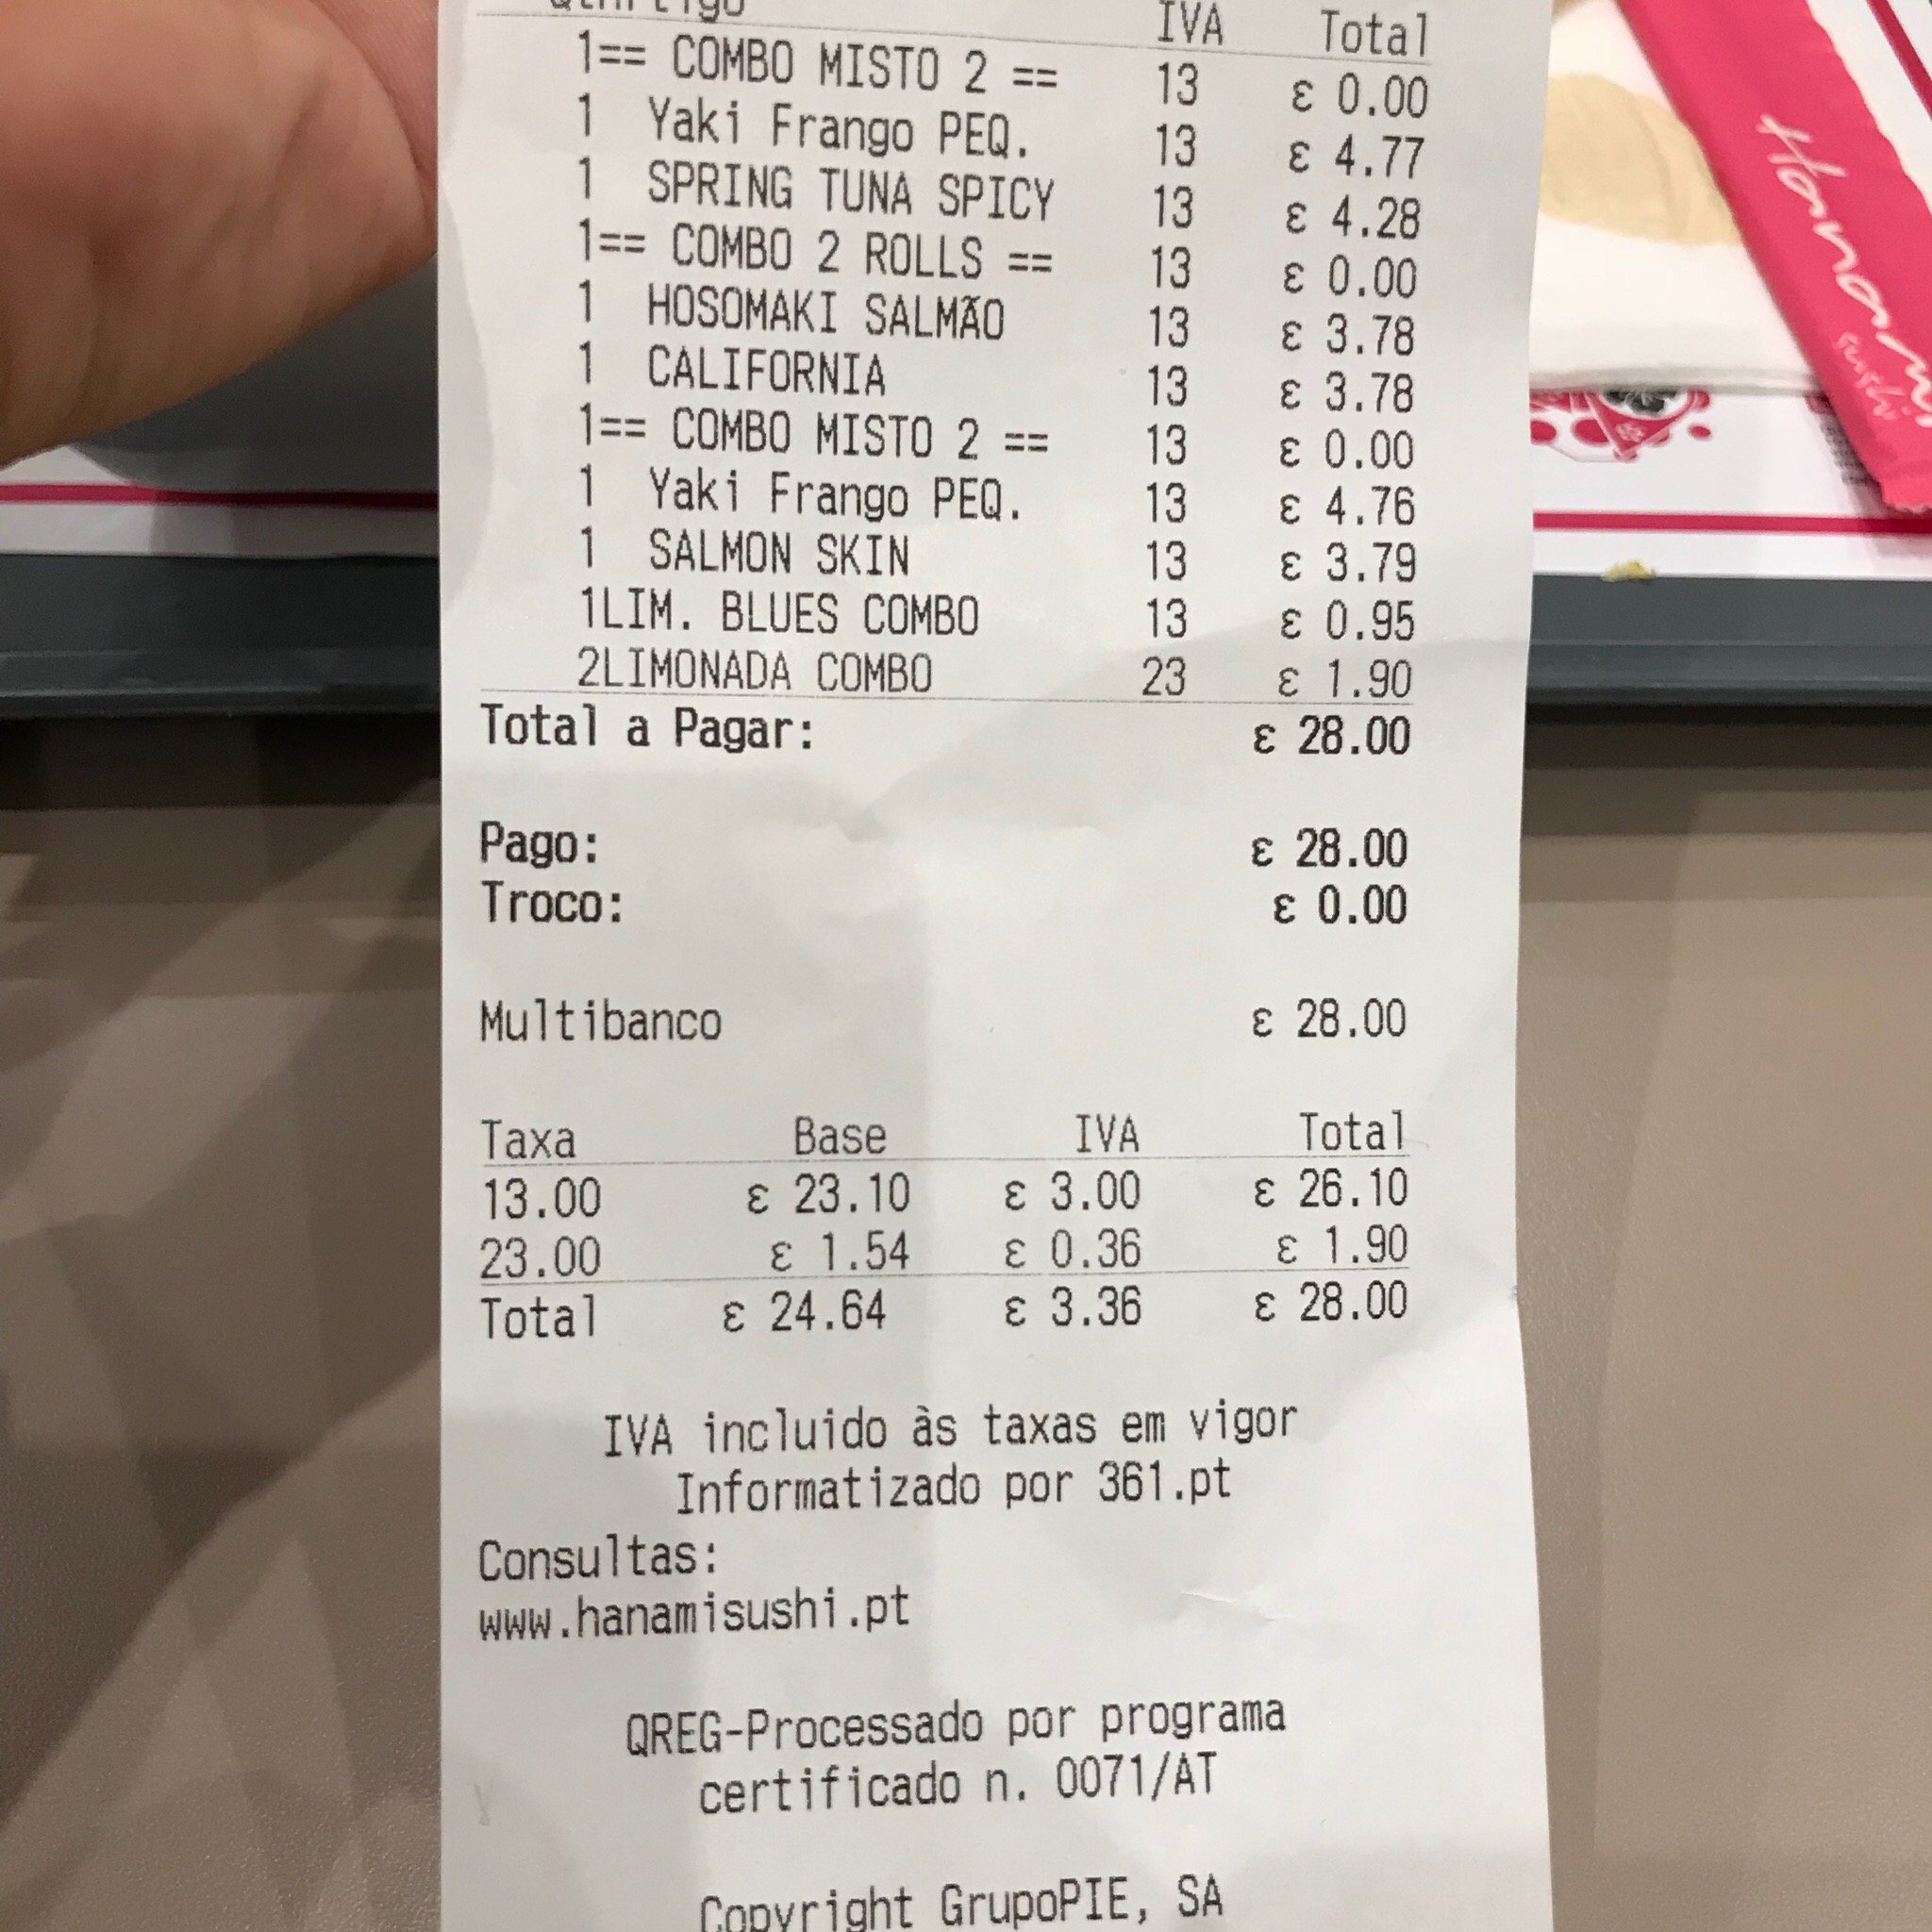 IVA Total
1== COMBO MISTO 2 == 13 ε 0.00
1 Yaki Frango PEQ. 13 ε 4.77
1 SPRING TUNA SPICY 13 ε 4.28
1== COMBO 2 ROLLS == 13 ε 0.00
1 HOSOMAKI SALMÃO 13 ε 3.78
1 CALIFORNIA 13 ε 3.78
1== COMBO MISTO 2 == 13 ε 0.00
1 Yaki Frango PEQ. 13 ε 4.76
1 SALMON SKIN 13 ε 3.79
1LIM. BLUES COMBO 13 ε 0.95
2LIMONADA COMBO 23 ε 1.90
Total a Pagar: ε 28.00
Pago: ε 28.00
Troco: ε 0.00
Multibanco ε 28.00
Taxa Base IVA Total
13.00 ε 23.10 ε 3.00 ε 26.10
23.00 ε 1.54 ε 0.36 ε 1.90
Total ε 24.64 ε 3.36 ε 28.00
IVA incluido às taxas em vigor
Informatizado por 361.pt
Consultas:
www.hanamisushi.pt
QREG-Processado por programa
certificado n. 0071/AT
Copyright GrupoPIE, SA
Hanami
sushi